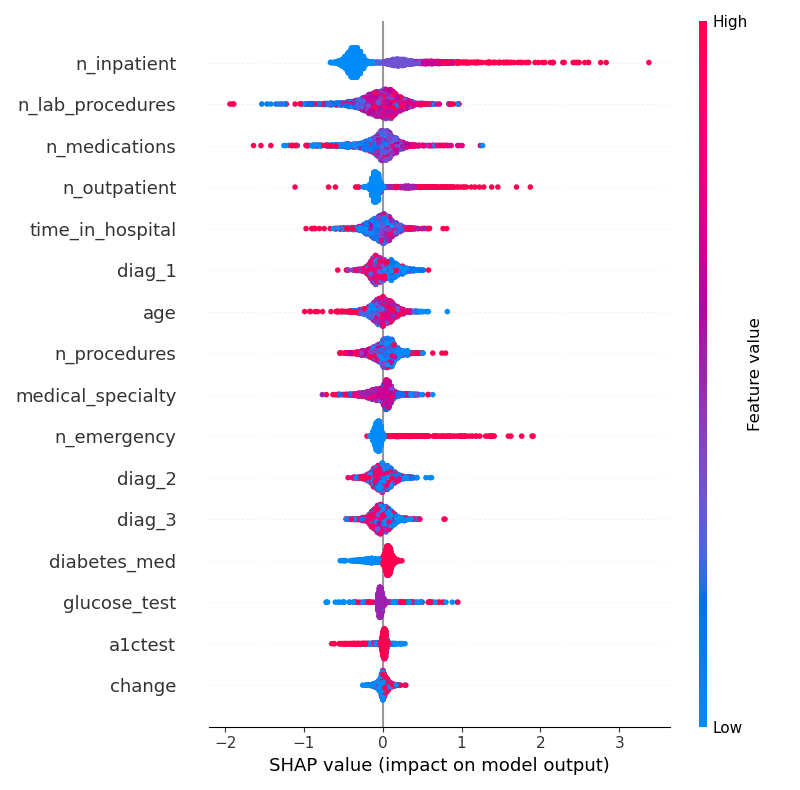 High
n_inpatient
n_lab_procedures
n_medications
n_outpatient
time_in_hospital
diag_1
age
n_procedures
medical_specialty
n_emergency
diag_2
diag_3
diabetes_med
glucose_test
a1ctest
change
Feature value
Low
−2 −1 0 1 2 3
SHAP value (impact on model output)